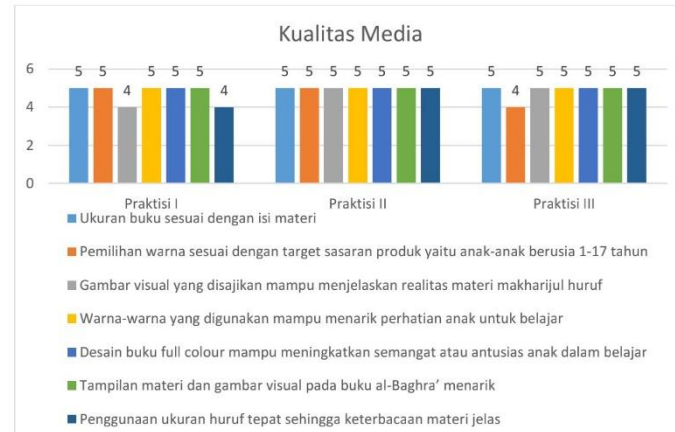 Kualitas Media
5 5 4 5 5 5 4 5 5 5 5 5 5 5 5 4 5 5 5 5 5
6
4
2
0
Praktisi I Praktisi II Praktisi III
Ukuran buku sesuai dengan isi materi
Pemilihan warna sesuai dengan target sasaran produk yaitu anak-anak berusia 1-17 tahun
Gambar visual yang disajikan mampu menjelaskan realitas materi makharijul huruf
Warna-warna yang digunakan mampu menarik perhatian anak untuk belajar
Desain buku full colour mampu meningkatkan semangat atau antusias anak dalam belajar
Tampilan materi dan gambar visual pada buku al-Baghra’ menarik
Penggunaan ukuran huruf tepat sehingga keterbacaan materi jelas